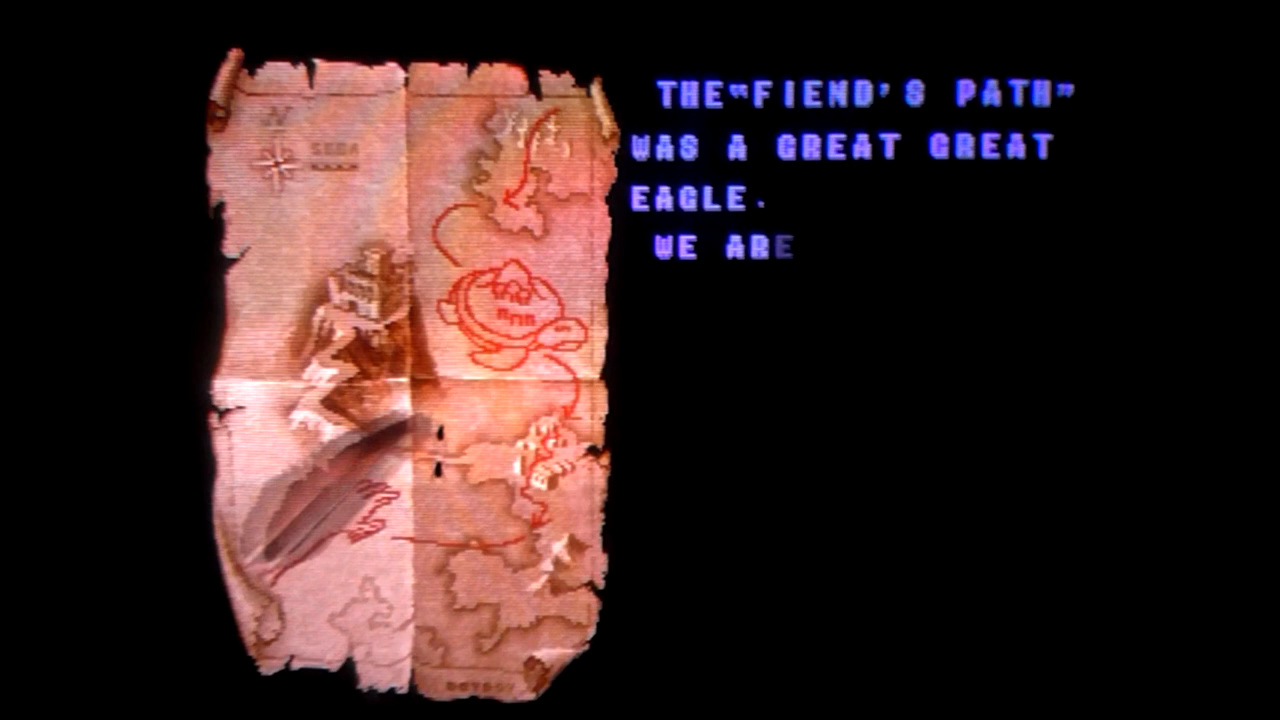 THE"FIEND'S PATH"
WAS A GREAT GREAT
EAGLE.
WE ARE
N